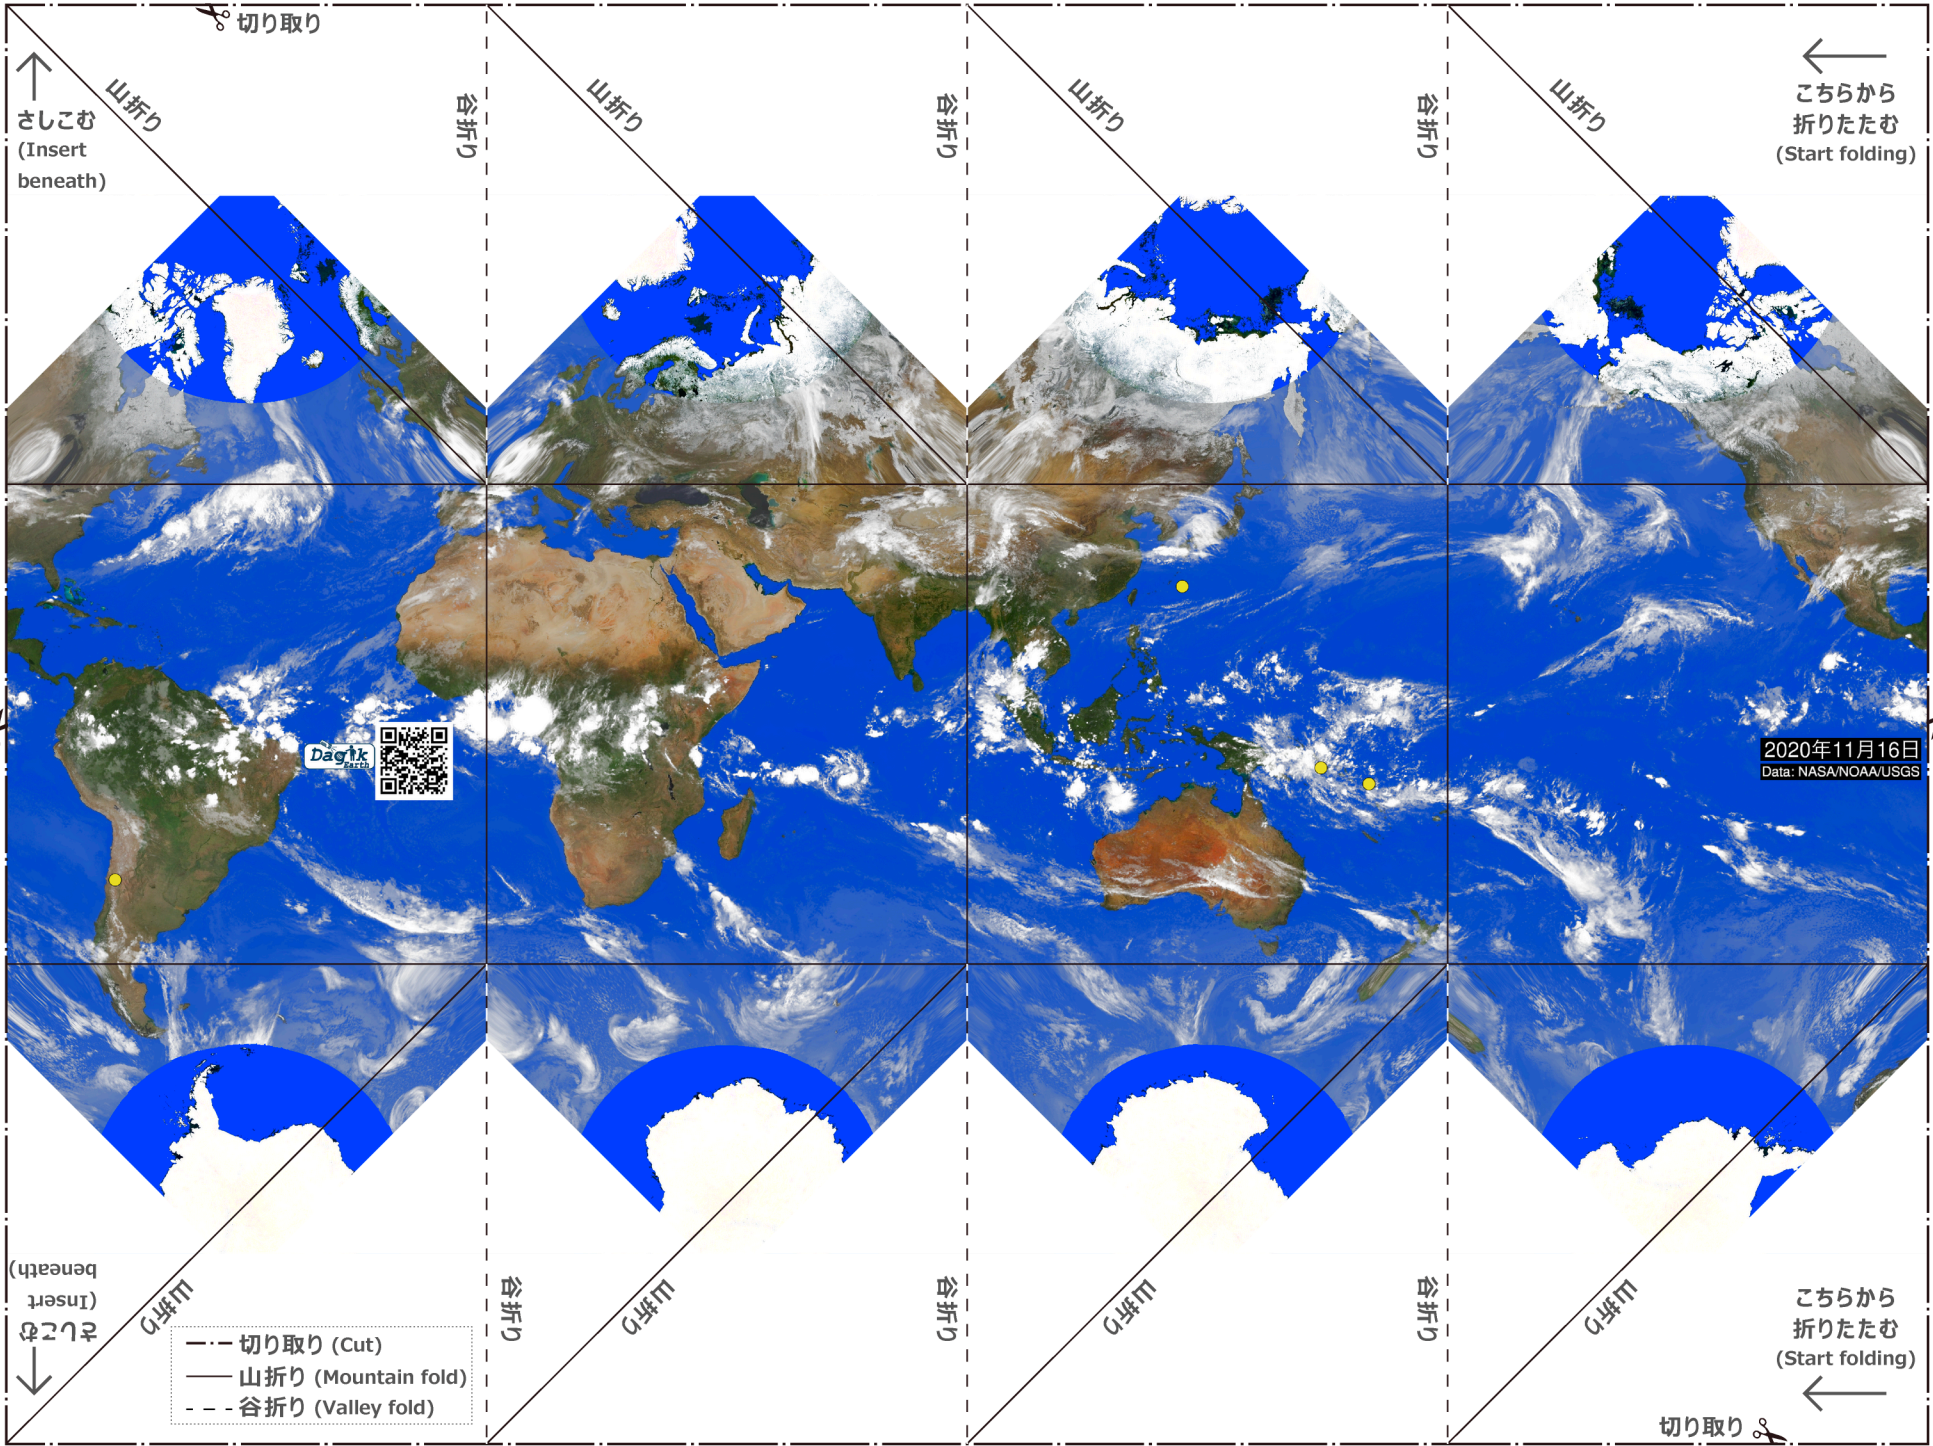 切り取り
山折り
山折り
山折り
山折り
谷折り
谷折り
谷折り
さしこむ
(Insert
beneath)
こちらから
折りたたむ
(Start folding)
Dagik
Earth
2020年11月16日
Data: NASA/NOAA/USGS
さしこむ
(Insert
beneath)
山折り
山折り
山折り
山折り
谷折り
谷折り
谷折り
こちらから
折りたたむ
(Start folding)
切り取り (Cut)
山折り (Mountain fold)
谷折り (Valley fold)
切り取り